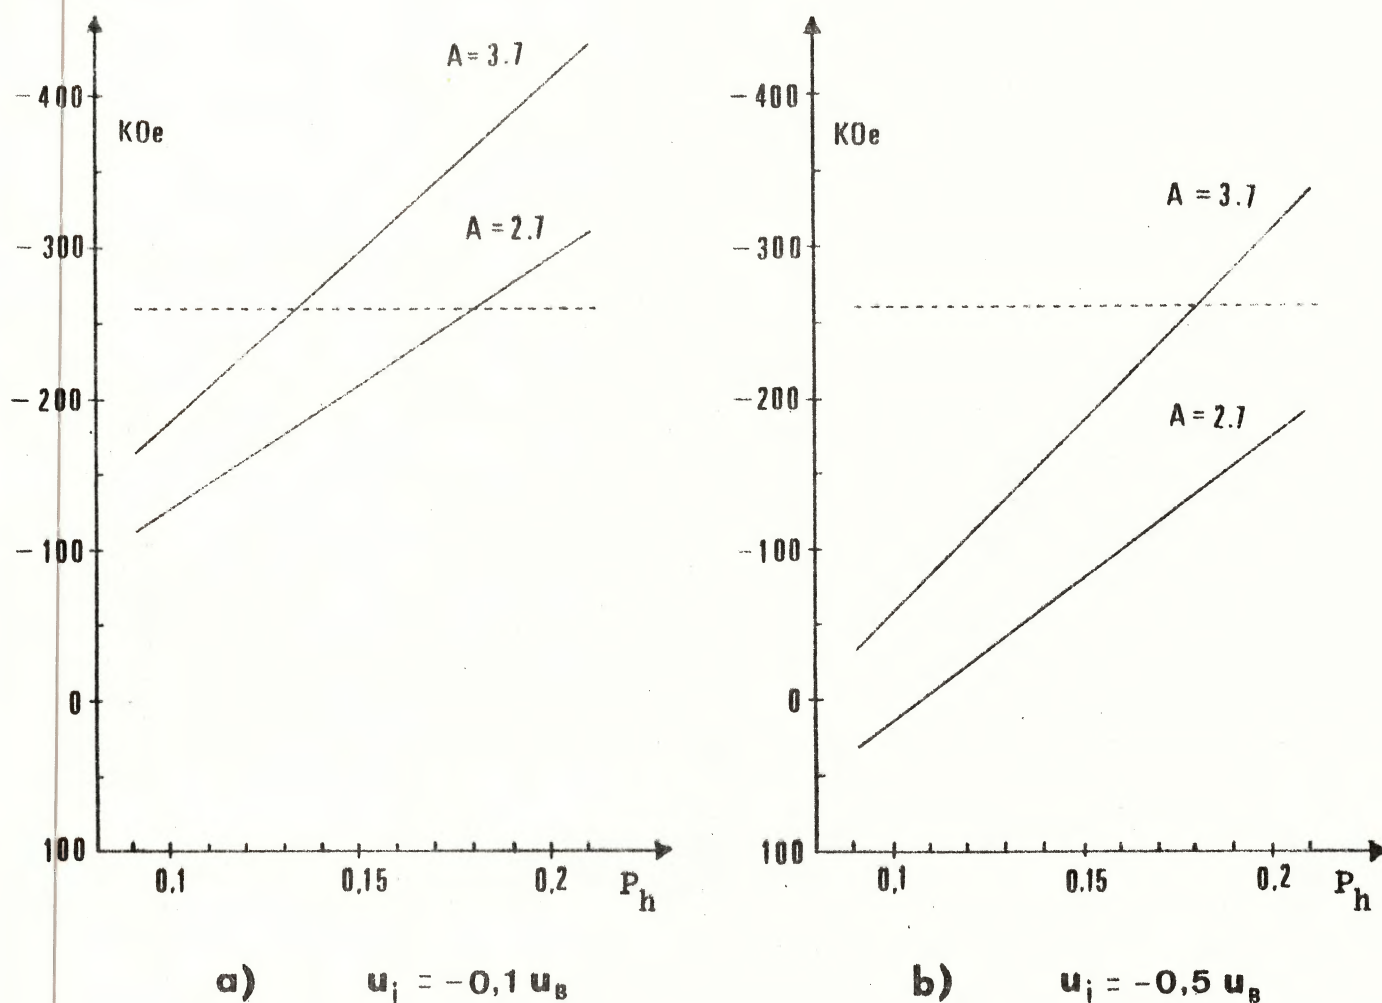 A = 3.7
- 400
KOe
A = 2.7
- 300
- 200
- 100
0
100
0,1 0,15 0,2 P_h
a) u_i = -0,1 u_B
- 400
KOe
A = 3.7
- 300
- 200
A = 2.7
- 100
0
100
0,1 0,15 0,2 P_h
b) u_i = -0,5 u_B